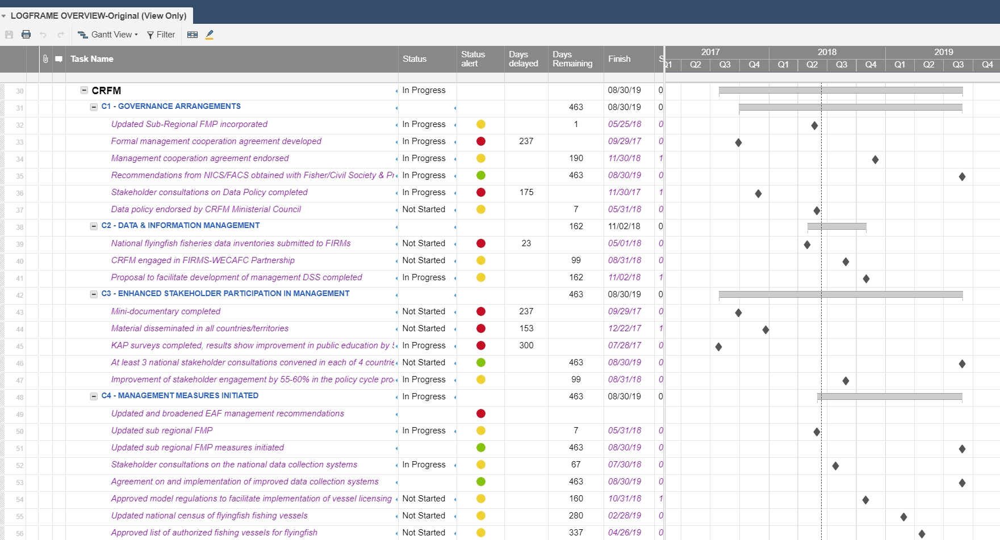 LOGFRAME OVERVIEW-Original (View Only)
Gantt View Filter
Task Name Status Status alert Days delayed Days Remaining Finish S 2017 2018 2019
Q1 Q2 Q3 Q4 Q1 Q2 Q3 Q4 Q1 Q2 Q3 Q4
30 CRFM In Progress 08/30/19 0
31 C1 - GOVERNANCE ARRANGEMENTS 463 08/30/19 0
32 Updated Sub-Regional FMP incorporated In Progress 1 05/25/18 0
33 Formal management cooperation agreement developed In Progress 237 09/29/17 0
34 Management cooperation agreement endorsed In Progress 190 11/30/18 1
35 Recommendations from NICS/FACS obtained with Fisher/Civil Society & Pr In Progress 463 08/30/19 0
36 Stakeholder consultations on Data Policy completed In Progress 175 11/30/17 1
37 Data policy endorsed by CRFM Ministerial Council Not Started 7 05/31/18 0
38 C2 - DATA & INFORMATION MANAGEMENT 162 11/02/18 0
39 National flyingfish fisheries data inventories submitted to FIRMs Not Started 23 05/01/18 0
40 CRFM engaged in FIRMS-WECAFC Partnership Not Started 99 08/31/18 0
41 Proposal to facilitate development of management DSS completed In Progress 162 11/02/18 1
42 C3 - ENHANCED STAKEHOLDER PARTICIPATION IN MANAGEMENT 463 08/30/19 0
43 Mini-documentary completed Not Started 237 09/29/17 0
44 Material disseminated in all countries/territories Not Started 153 12/22/17 1
45 KAP surveys completed, results show improvement in public education by In Progress 300 07/28/17 0
46 At least 3 national stakeholder consultations convened in each of 4 countrie Not Started 463 08/30/19 0
47 Improvement of stakeholder engagement by 55-60% in the policy cycle pro In Progress 99 08/31/18 0
48 C4 - MANAGEMENT MEASURES INITIATED In Progress 463 08/30/19 0
49 Updated and broadened EAF management recommendations
50 Updated sub regional FMP In Progress 7 05/31/18 0
51 Updated sub regional FMP measures initiated 463 08/30/19 0
52 Stakeholder consultations on the national data collection systems In Progress 67 07/30/18 0
53 Agreement on and implementation of improved data collection systems 463 08/30/19 0
54 Approved model regulations to facilitate implementation of vessel licensing Not Started 160 10/31/18 1
55 Updated national census of flyingfish fishing vessels Not Started 280 02/28/19 0
56 Approved list of authorized fishing vessels for flyingfish Not Started 337 04/26/19 0